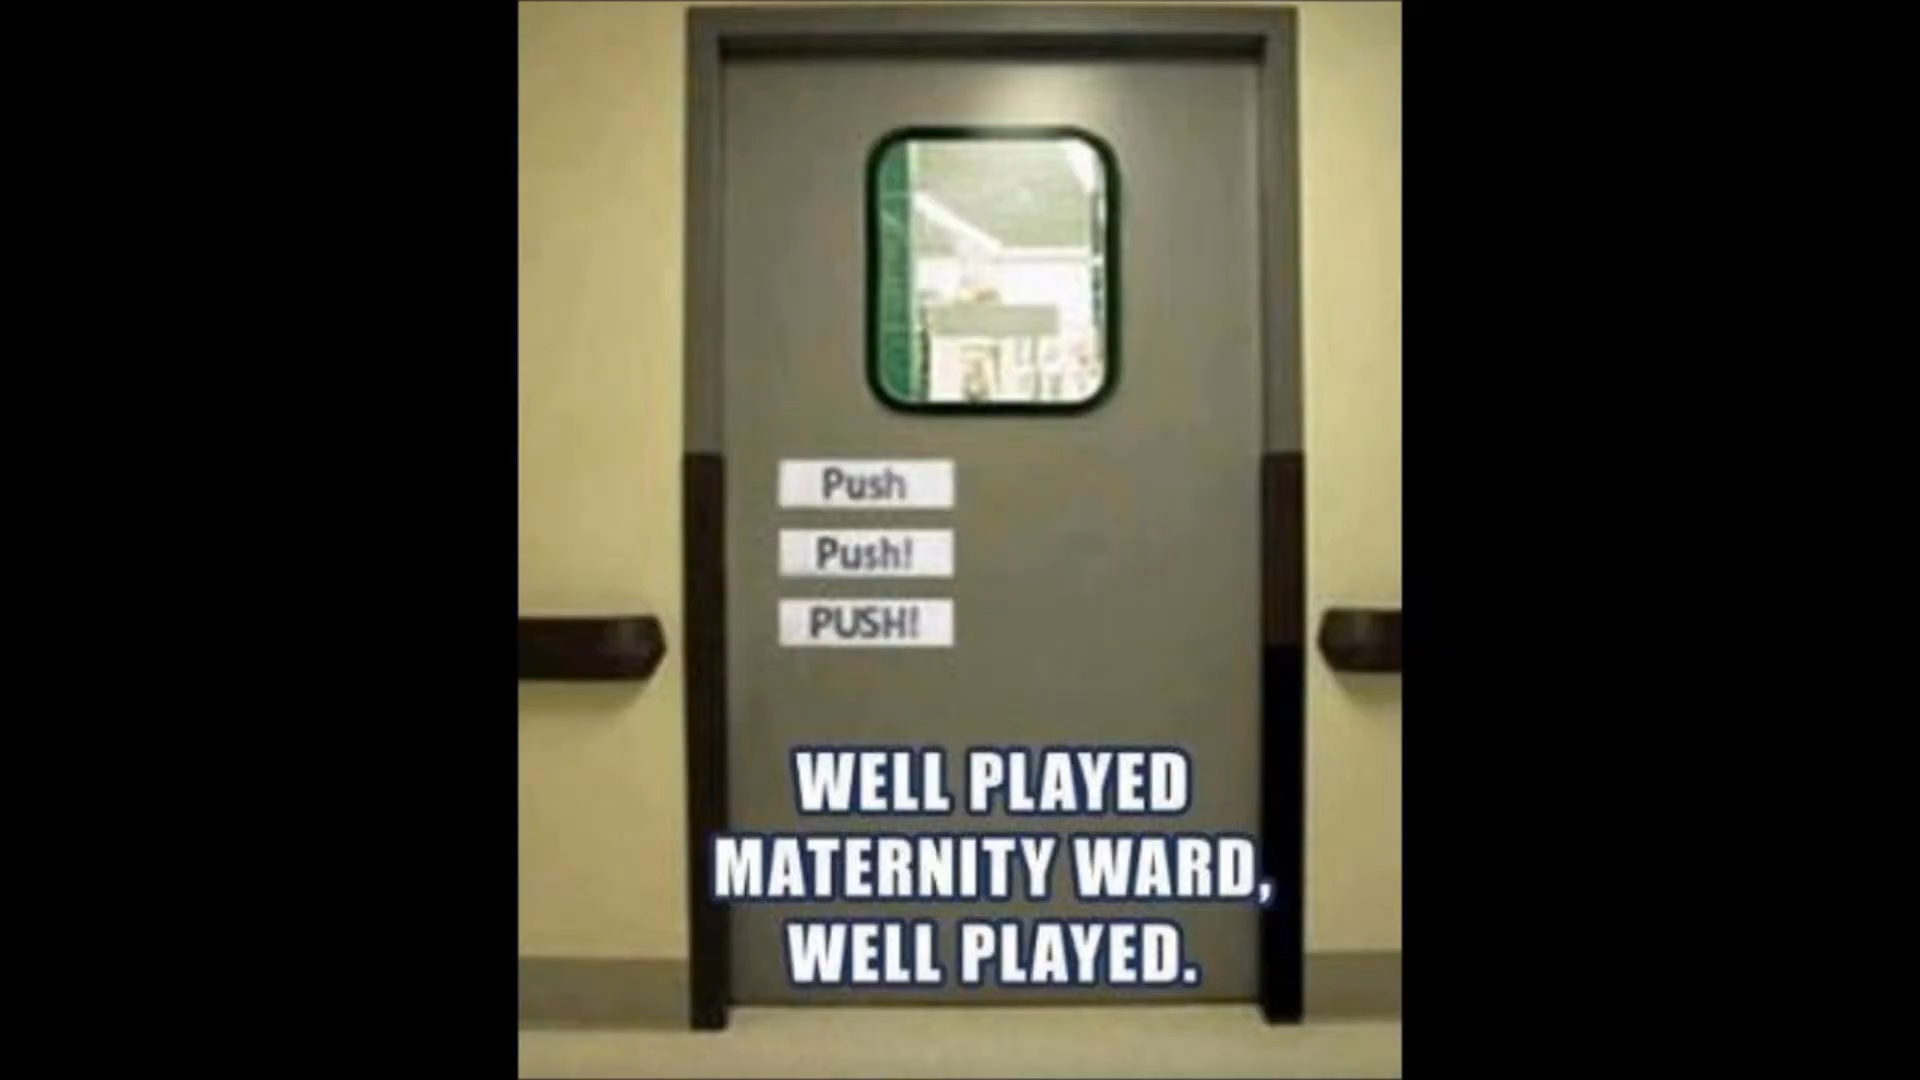 Push
Push!
PUSH!
WELL PLAYED
MATERNITY WARD,
WELL PLAYED.